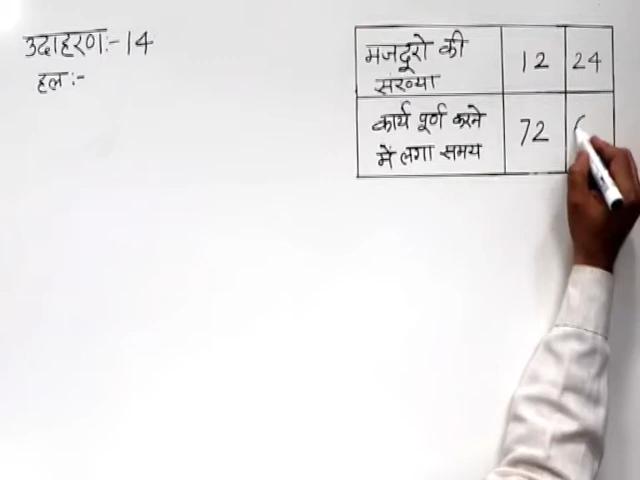 उदाहरण:- 14
हल:-
मजदूरो की 12 24
संख्या
कार्य पूर्ण करने 72
में लगा समय